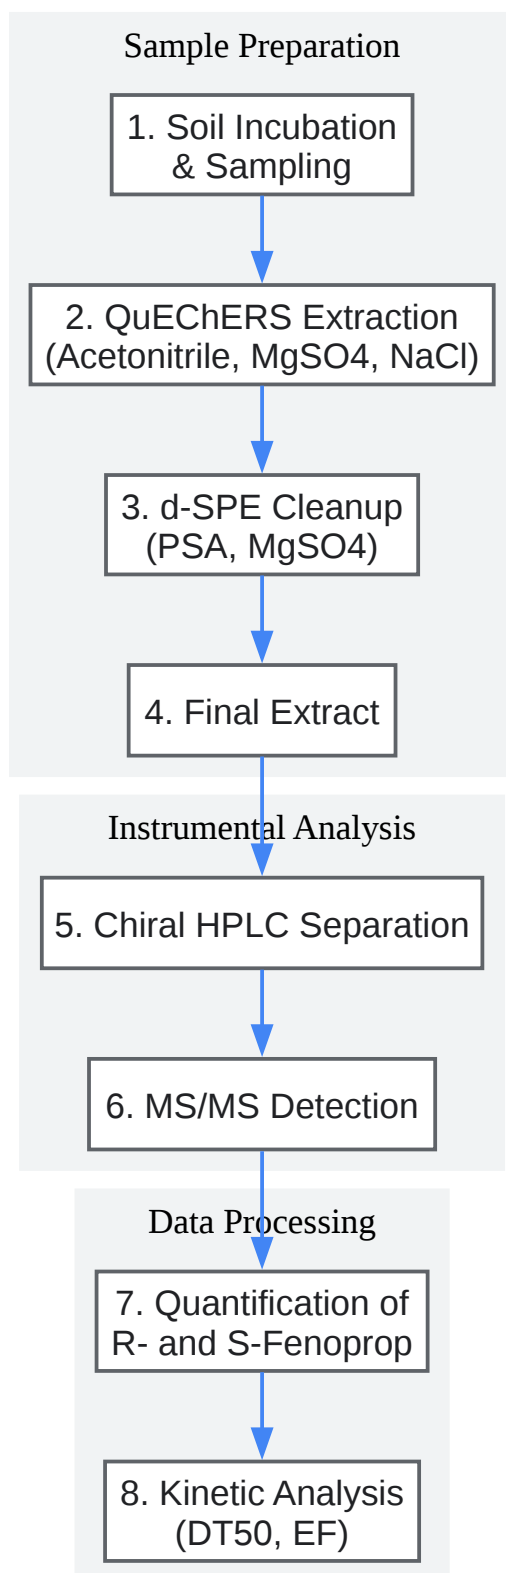 Sample Preparation
1. Soil Incubation
& Sampling
2. QuEChERS Extraction
(Acetonitrile, MgSO4, NaCl)
3. d-SPE Cleanup
(PSA, MgSO4)
4. Final Extract
Instrumental Analysis
5. Chiral HPLC Separation
6. MS/MS Detection
Data Processing
7. Quantification of
R- and S-Fenoprop
8. Kinetic Analysis
(DT50, EF)